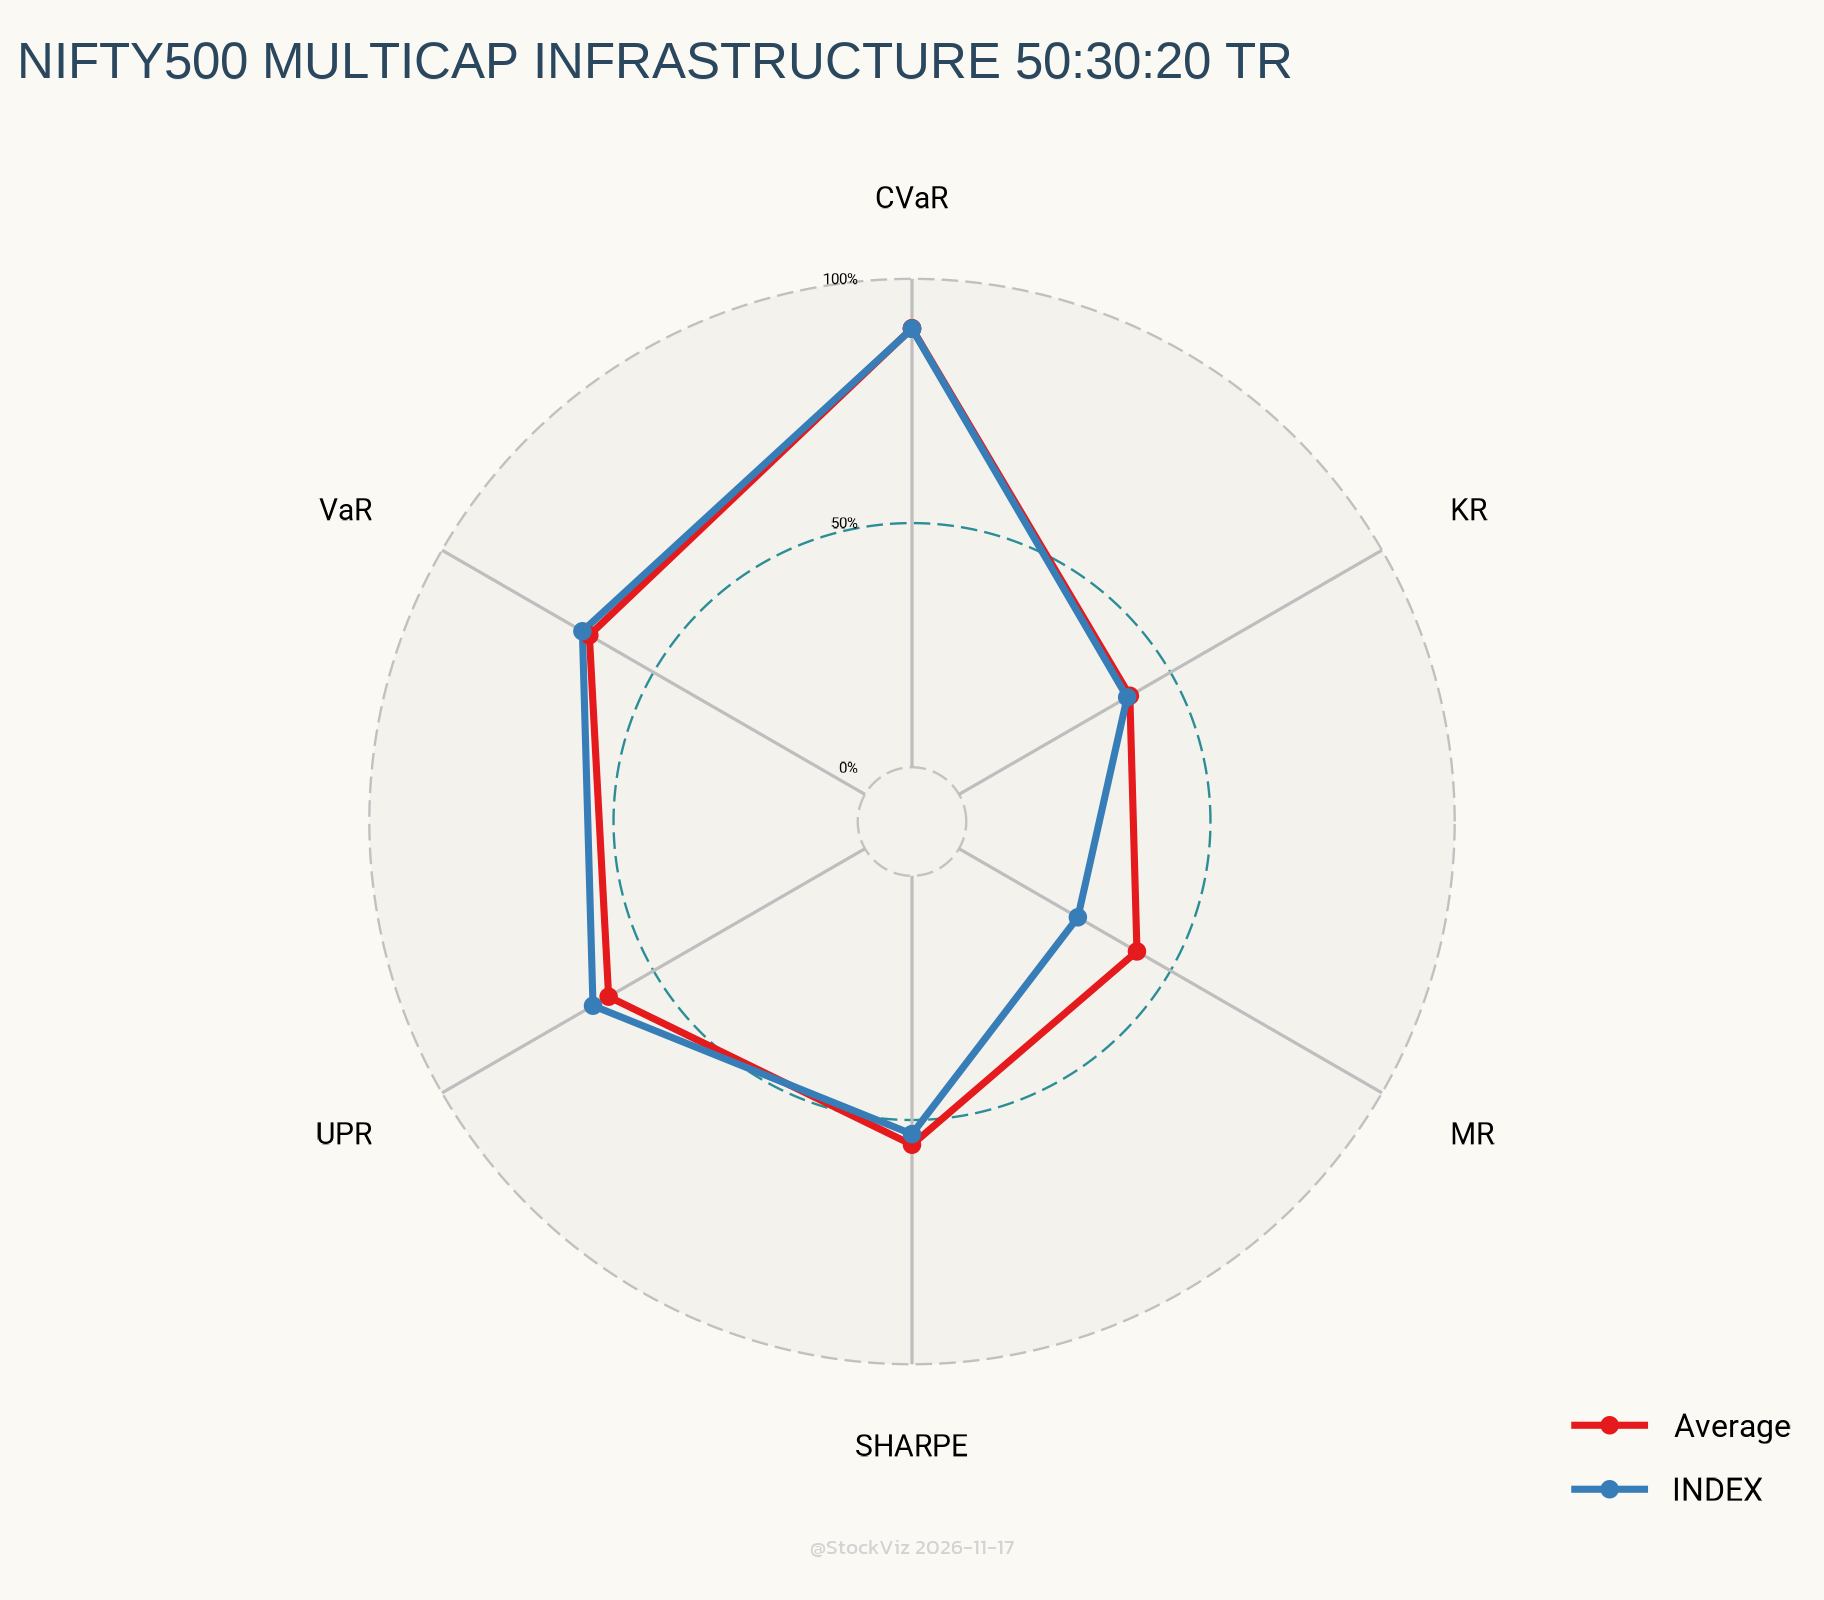 NIFTY500 MULTICAP INFRASTRUCTURE 50:30:20 TR
CVaR
100%
VaR
KR
50%
0%
UPR
MR
SHARPE
Average
INDEX
@StockViz 2026-11-17